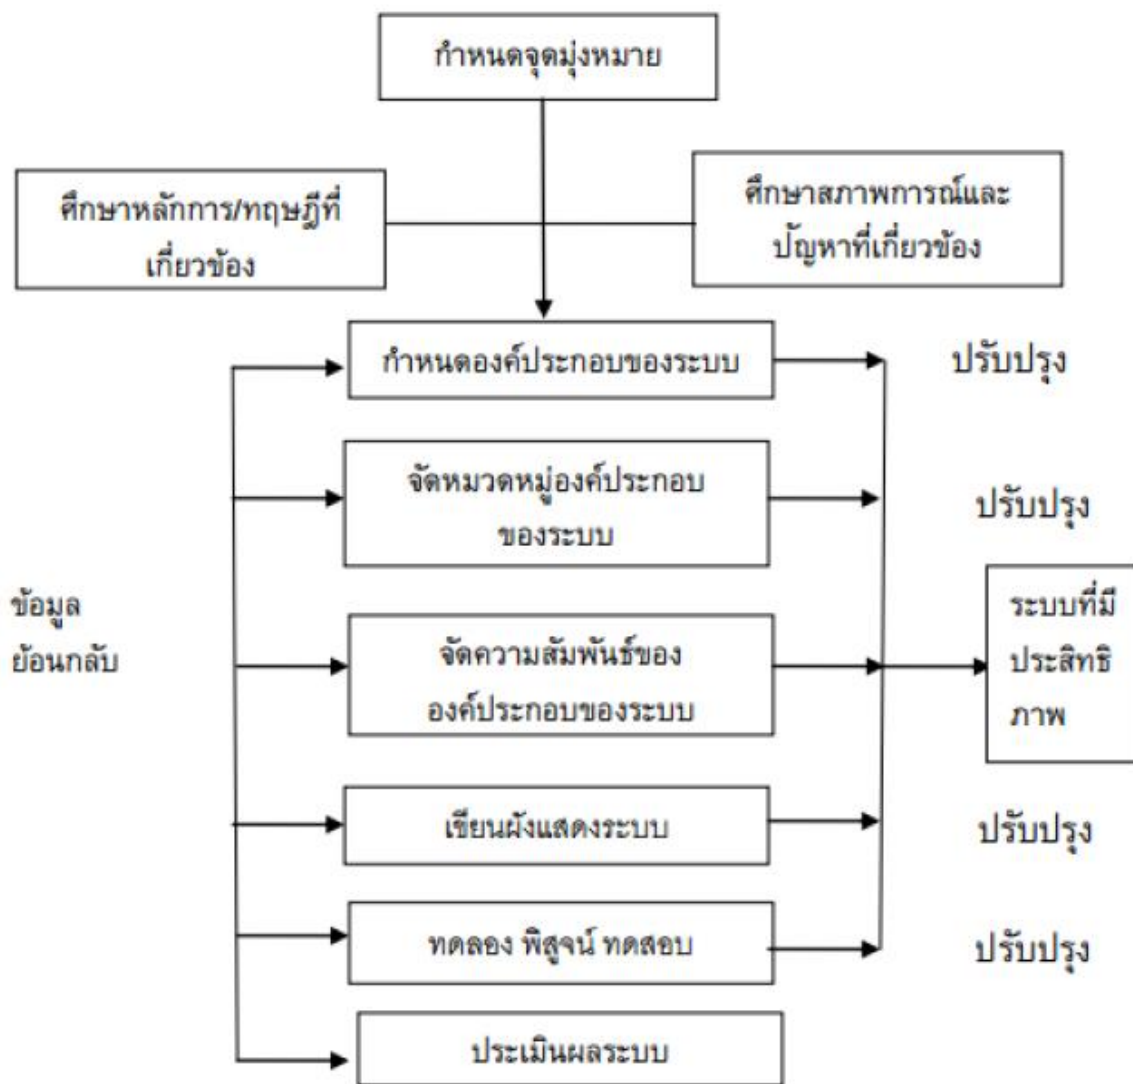 กำหนดจุดมุ่งหมาย
ศึกษาหลักการ/ทฤษฎีที่
เกี่ยวข้อง
ศึกษาสภาพการณ์และ
ปัญหาที่เกี่ยวข้อง
กำหนดองค์ประกอบของระบบ
ปรับปรุง
จัดหมวดหมู่องค์ประกอบ
ของระบบ
ปรับปรุง
ข้อมูล
ย้อนกลับ
จัดความสัมพันธ์ของ
องค์ประกอบของระบบ
ระบบที่มี
ประสิทธิ
ภาพ
เขียนผังแสดงระบบ
ปรับปรุง
ทดลอง พิสูจน์ ทดสอบ
ปรับปรุง
ประเมินผลระบบ